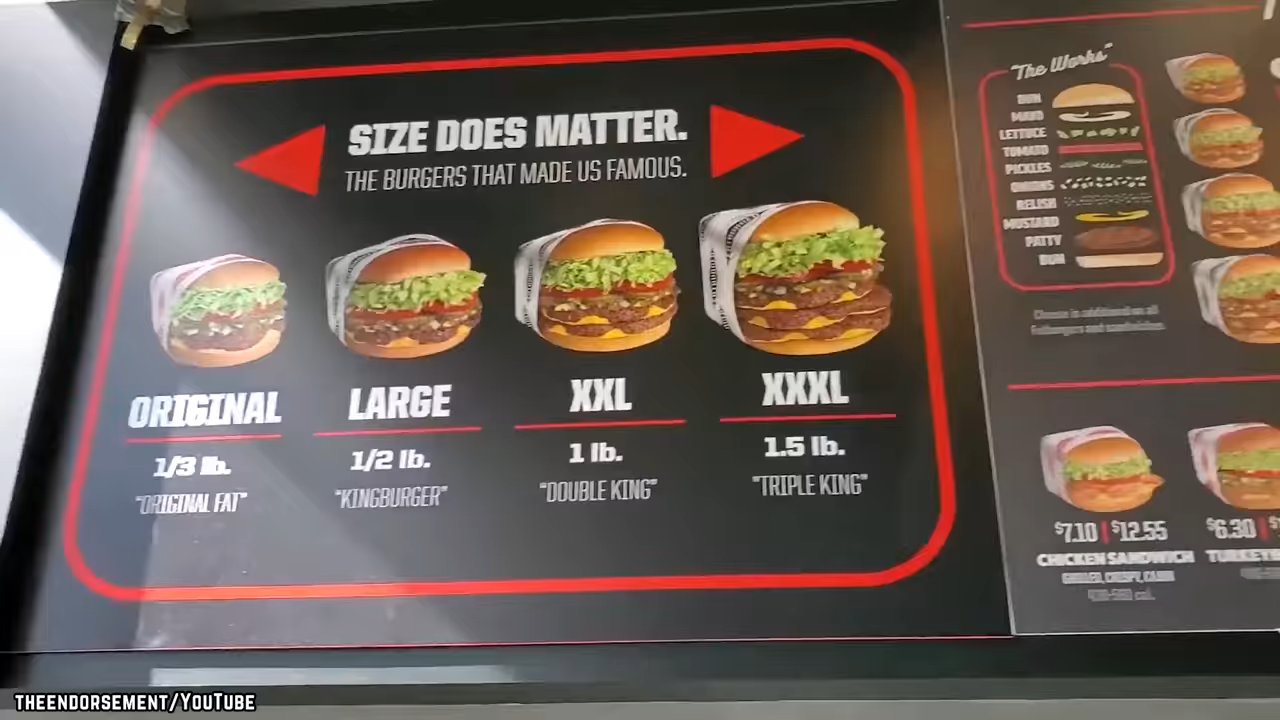 SIZE DOES MATTER.
THE BURGERS THAT MADE US FAMOUS.
ORIGINAL
1/3 lb.
"ORIGINAL FAT"
LARGE
1/2 lb.
"KINGBURGER"
XXL
1 lb.
"DOUBLE KING"
XXXL
1.5 lb.
"TRIPLE KING"
"The Works"
BUN
MAYO
LETTUCE
TOMATO
PICKLES
ONIONS
RELISH
MUSTARD
PATTY
BUN
$7.10 | $12.55
CHICKEN SANDWICH
$6.30
THEENDORSEMENT/YOUTUBE